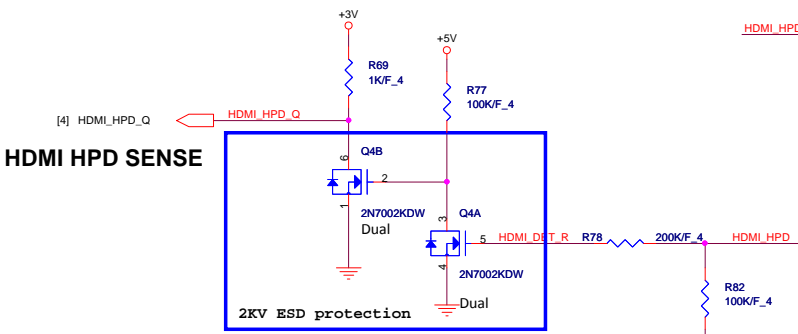 +3V
HDMI_HPD
+5V
R69
1K/F_4
R77
100K/F_4
[4] HDMI_HPD_Q
HDMI_HPD_Q
HDMI HPD SENSE
6
Q4B
2
1
2N7002KDW
Dual
3
Q4A
5
HDMI_DET_R
R78
200K/F_4
HDMI_HPD
4
2N7002KDW
Dual
R82
100K/F_4
2KV ESD protection